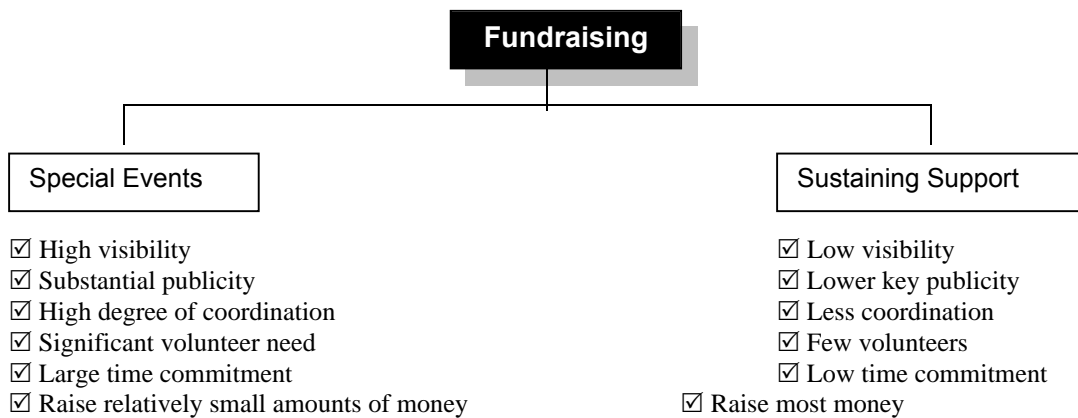 Fundraising
Special Events
☑ High visibility
☑ Substantial publicity
☑ High degree of coordination
☑ Significant volunteer need
☑ Large time commitment
☑ Raise relatively small amounts of money
Sustaining Support
☑ Low visibility
☑ Lower key publicity
☑ Less coordination
☑ Few volunteers
☑ Low time commitment
☑ Raise most money